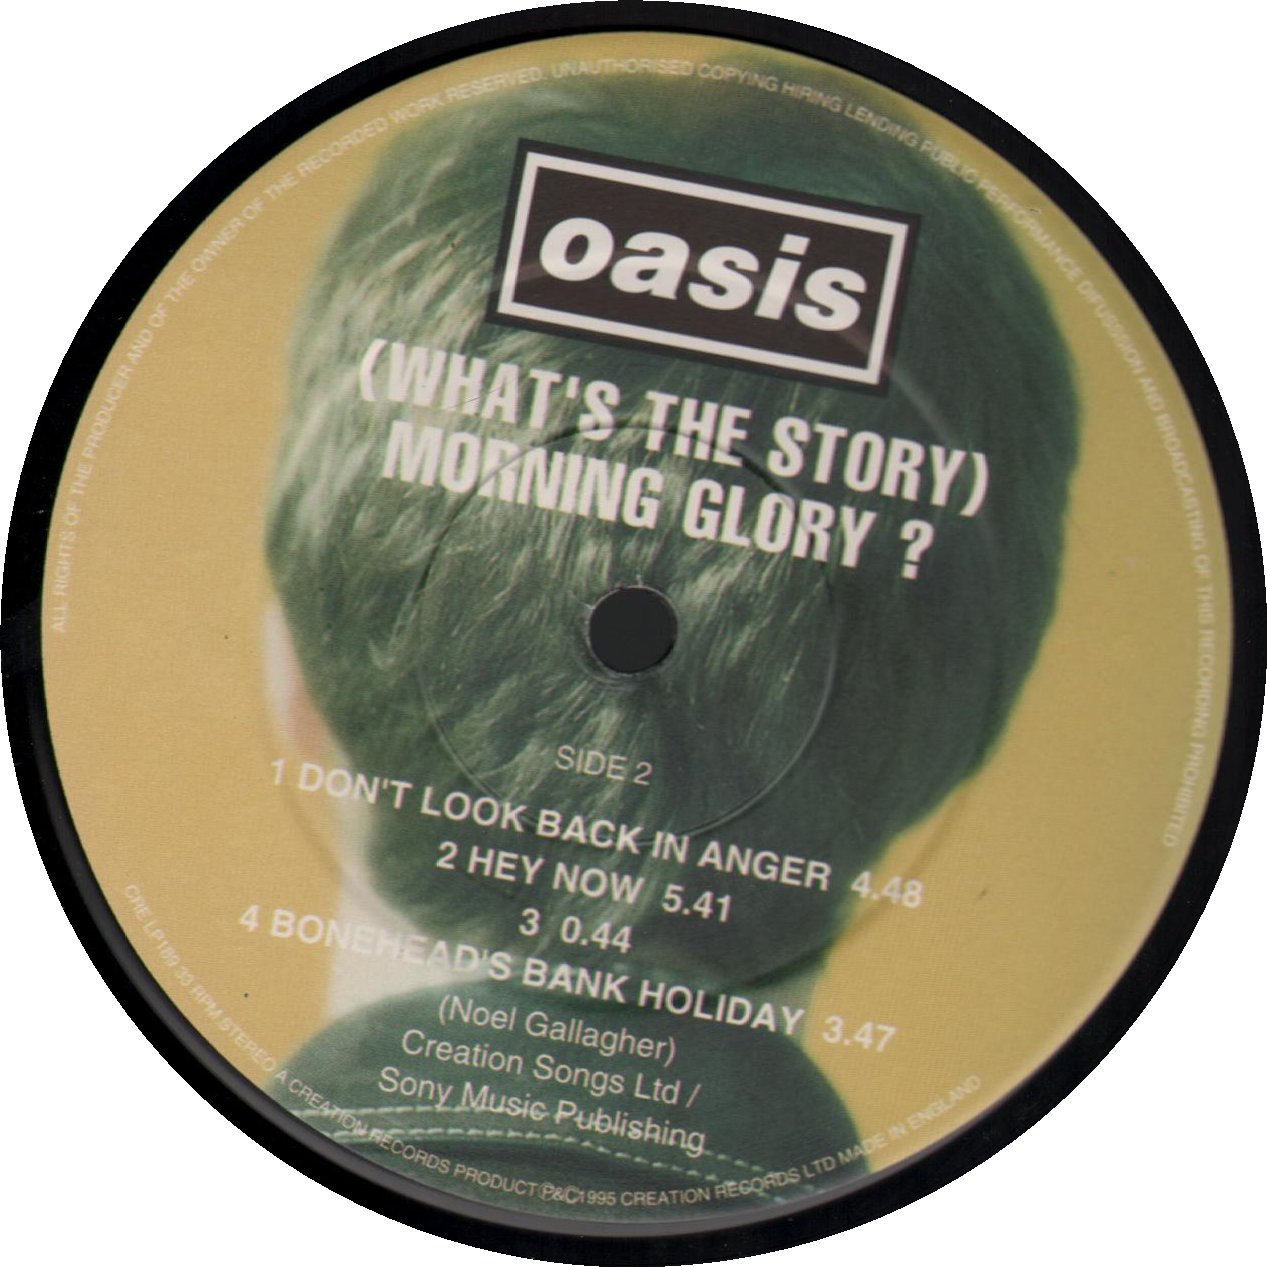 oasis
(WHAT'S THE STORY)
MORNING GLORY ?
SIDE 2
1 DON'T LOOK BACK IN ANGER 4.48
2 HEY NOW 5.41
3 0.44
4 BONEHEAD'S BANK HOLIDAY 3.47
(Noel Gallagher)
Creation Songs Ltd /
Sony Music Publishing
ALL RIGHTS OF THE PRODUCER AND OF THE OWNER OF THE RECORDED WORK RESERVED. UNAUTHORISED COPYING HIRING LENDING PUBLIC PERFORMANCE DIFUSSION AND BROADCASTING OF THIS RECORDING PROHIBITED
CRE LP189 33 RPM STEREO A CREATION RECORDS PRODUCT Ⓟ&©1995 CREATION RECORDS LTD MADE IN ENGLAND